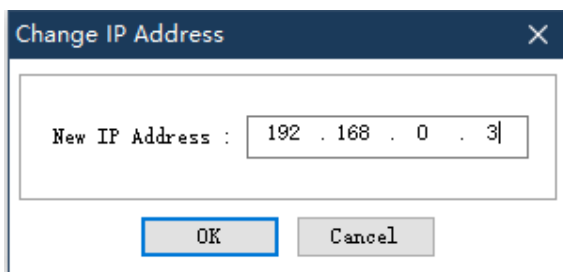 Change IP Address
New IP Address : 192 . 168 . 0 . 3
OK Cancel